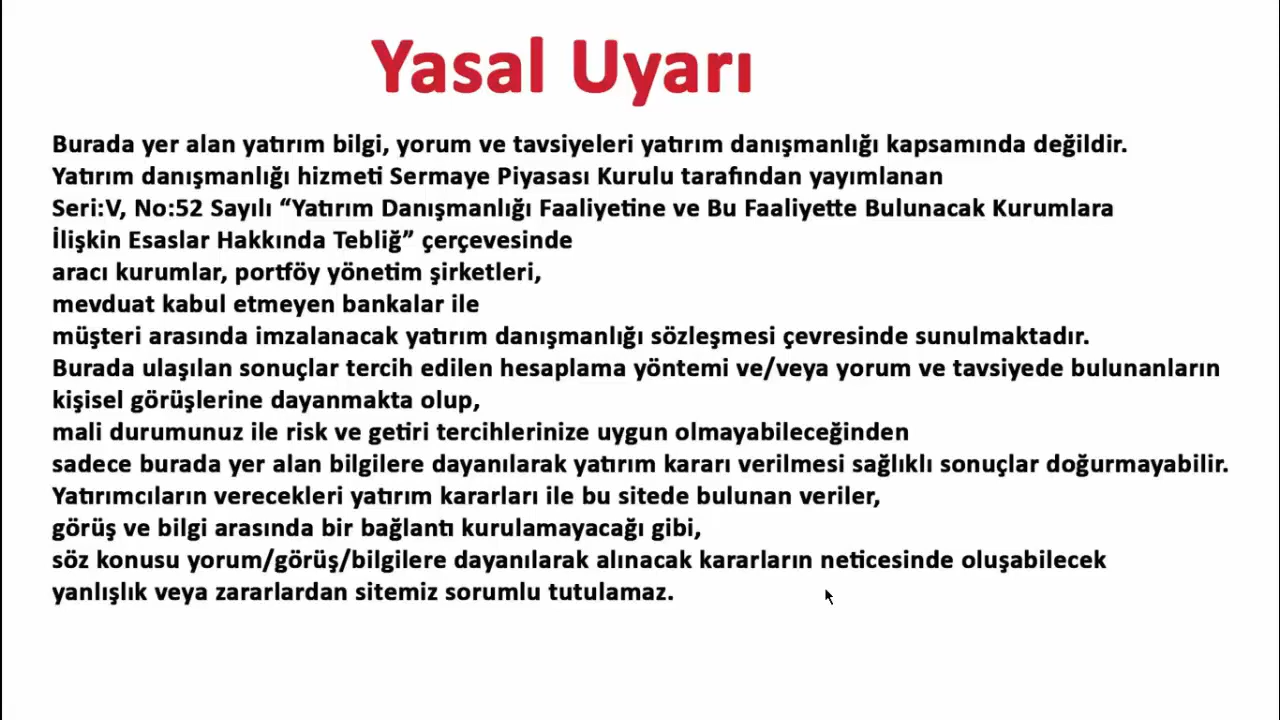 Yasal Uyarı
Burada yer alan yatırım bilgi, yorum ve tavsiyeleri yatırım danışmanlığı kapsamında değildir.
Yatırım danışmanlığı hizmeti Sermaye Piyasası Kurulu tarafından yayımlanan
Seri:V, No:52 Sayılı “Yatırım Danışmanlığı Faaliyetine ve Bu Faaliyette Bulunacak Kurumlara
İlişkin Esaslar Hakkında Tebliğ” çerçevesinde
aracı kurumlar, portföy yönetim şirketleri,
mevduat kabul etmeyen bankalar ile
müşteri arasında imzalanacak yatırım danışmanlığı sözleşmesi çevresinde sunulmaktadır.
Burada ulaşılan sonuçlar tercih edilen hesaplama yöntemi ve/veya yorum ve tavsiyede bulunanların
kişisel görüşlerine dayanmakta olup,
mali durumunuz ile risk ve getiri tercihlerinize uygun olmayabileceğinden
sadece burada yer alan bilgilere dayanılarak yatırım kararı verilmesi sağlıklı sonuçlar doğurmayabilir.
Yatırımcıların verecekleri yatırım kararları ile bu sitede bulunan veriler,
görüş ve bilgi arasında bir bağlantı kurulamayacağı gibi,
söz konusu yorum/görüş/bilgilere dayanılarak alınacak kararların neticesinde oluşabilecek
yanlışlık veya zararlardan sitemiz sorumlu tutulamaz.